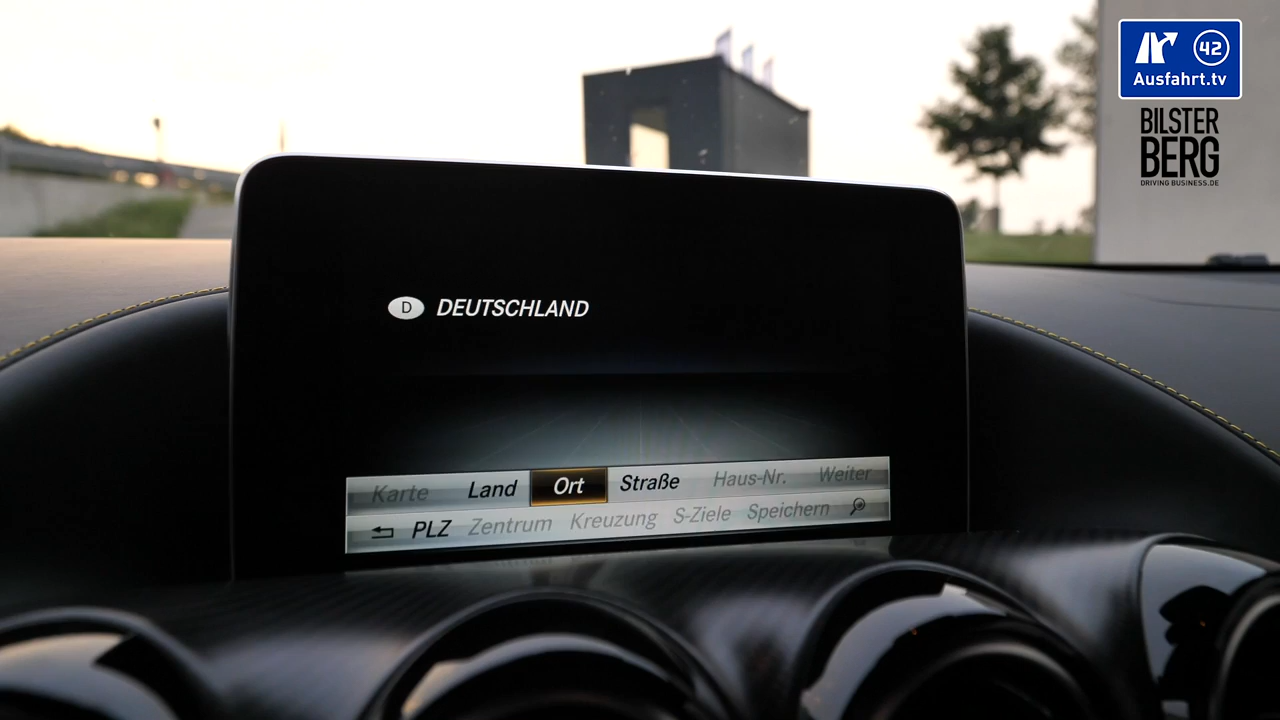 42
Ausfahrt.tv
BILSTER
BERG
DRIVING BUSINESS.DE
D DEUTSCHLAND
Karte Land Ort Straße Haus-Nr. Weiter
PLZ Zentrum Kreuzung S-Ziele Speichern